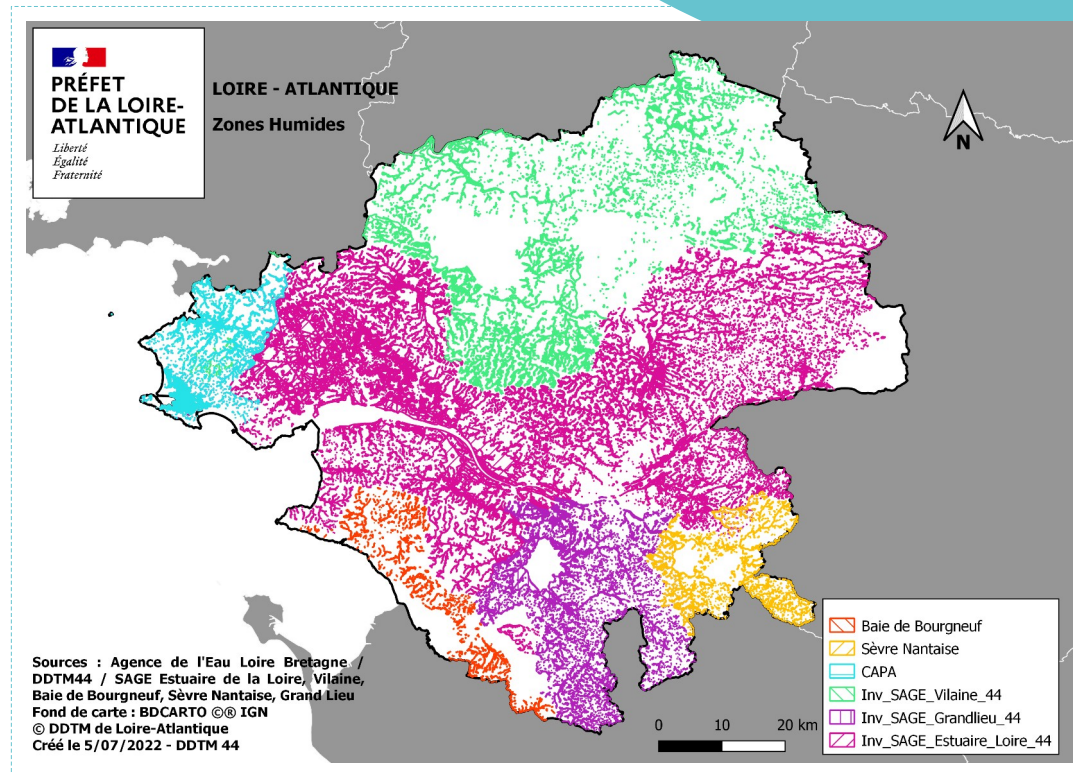 PRÉFET
DE LA LOIRE-
ATLANTIQUE
Liberté
Égalité
Fraternité
LOIRE - ATLANTIQUE
Zones Humides
N
Baie de Bourgneuf
Sèvre Nantaise
CAPA
Inv_SAGE_Vilaine_44
Inv_SAGE_Grandlieu_44
Inv_SAGE_Estuaire_Loire_44
0 10 20 km
Sources : Agence de l'Eau Loire Bretagne /
DDTM44 / SAGE Estuaire de la Loire, Vilaine,
Baie de Bourgneuf, Sèvre Nantaise, Grand Lieu
Fond de carte : BDCARTO ©® IGN
© DDTM de Loire-Atlantique
Créé le 5/07/2022 - DDTM 44